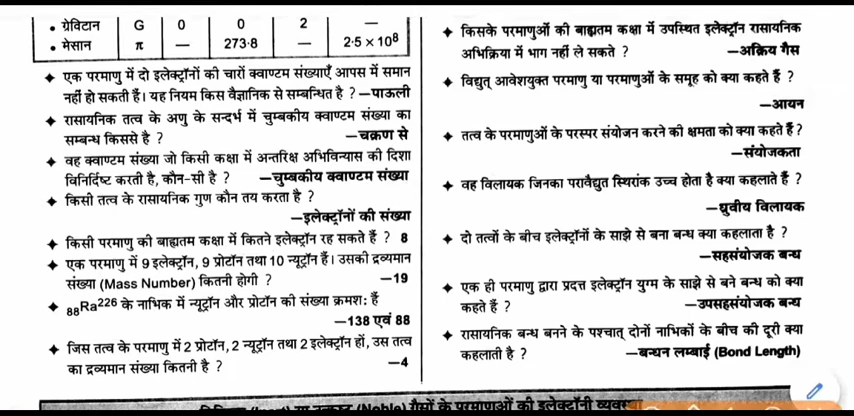 • ग्रेविटान G 0 0 2 —
• मेसान π — 273·8 — 2·5 × 10⁸
◆ एक परमाणु में दो इलेक्ट्रॉनों की चारों क्वाण्टम संख्याएँ आपस में समान
नहीं हो सकती हैं। यह नियम किस वैज्ञानिक से सम्बन्धित है ? —पाऊली
◆ रासायनिक तत्व के अणु के सन्दर्भ में चुम्बकीय क्वाण्टम संख्या का
सम्बन्ध किससे है ? —चक्रण से
◆ वह क्वाण्टम संख्या जो किसी कक्षा में अन्तरिक्ष अभिविन्यास की दिशा
विनिर्दिष्ट करती है, कौन-सी है ? —चुम्बकीय क्वाण्टम संख्या
◆ किसी तत्व के रासायनिक गुण कौन तय करता है ?
—इलेक्ट्रॉनों की संख्या
◆ किसी परमाणु की बाह्यतम कक्षा में कितने इलेक्ट्रॉन रह सकते हैं ? 8
◆ एक परमाणु में 9 इलेक्ट्रॉन, 9 प्रोटॉन तथा 10 न्यूट्रॉन हैं। उसकी द्रव्यमान
संख्या (Mass Number) कितनी होगी ? —19
◆ ₈₈Ra²²⁶ के नाभिक में न्यूट्रॉन और प्रोटॉन की संख्या क्रमशः हैं
—138 एवं 88
◆ जिस तत्व के परमाणु में 2 प्रोटॉन, 2 न्यूट्रॉन तथा 2 इलेक्ट्रॉन हों, उस तत्व
का द्रव्यमान संख्या कितनी है ? —4
◆ किसके परमाणुओं की बाह्यतम कक्षा में उपस्थित इलेक्ट्रॉन रासायनिक
अभिक्रिया में भाग नहीं ले सकते ? —अक्रिय गैस
◆ विद्युत् आवेशयुक्त परमाणु या परमाणुओं के समूह को क्या कहते हैं ?
—आयन
◆ तत्व के परमाणुओं के परस्पर संयोजन करने की क्षमता को क्या कहते हैं ?
—संयोजकता
◆ वह विलायक जिनका परावैद्युत स्थिरांक उच्च होता है क्या कहलाते हैं ?
—ध्रुवीय विलायक
◆ दो तत्वों के बीच इलेक्ट्रॉनों के साझे से बना बन्ध क्या कहलाता है ?
—सहसंयोजक बन्ध
◆ एक ही परमाणु द्वारा प्रदत्त इलेक्ट्रॉन युग्म के साझे से बने बन्ध को क्या
कहते हैं ? —उपसहसंयोजक बन्ध
◆ रासायनिक बन्ध बनने के पश्चात् दोनों नाभिकों के बीच की दूरी क्या
कहलाती है ? —बन्धन लम्बाई (Bond Length)
(Noble) गैसों के परमाणुओं की इलेक्ट्रॉनी